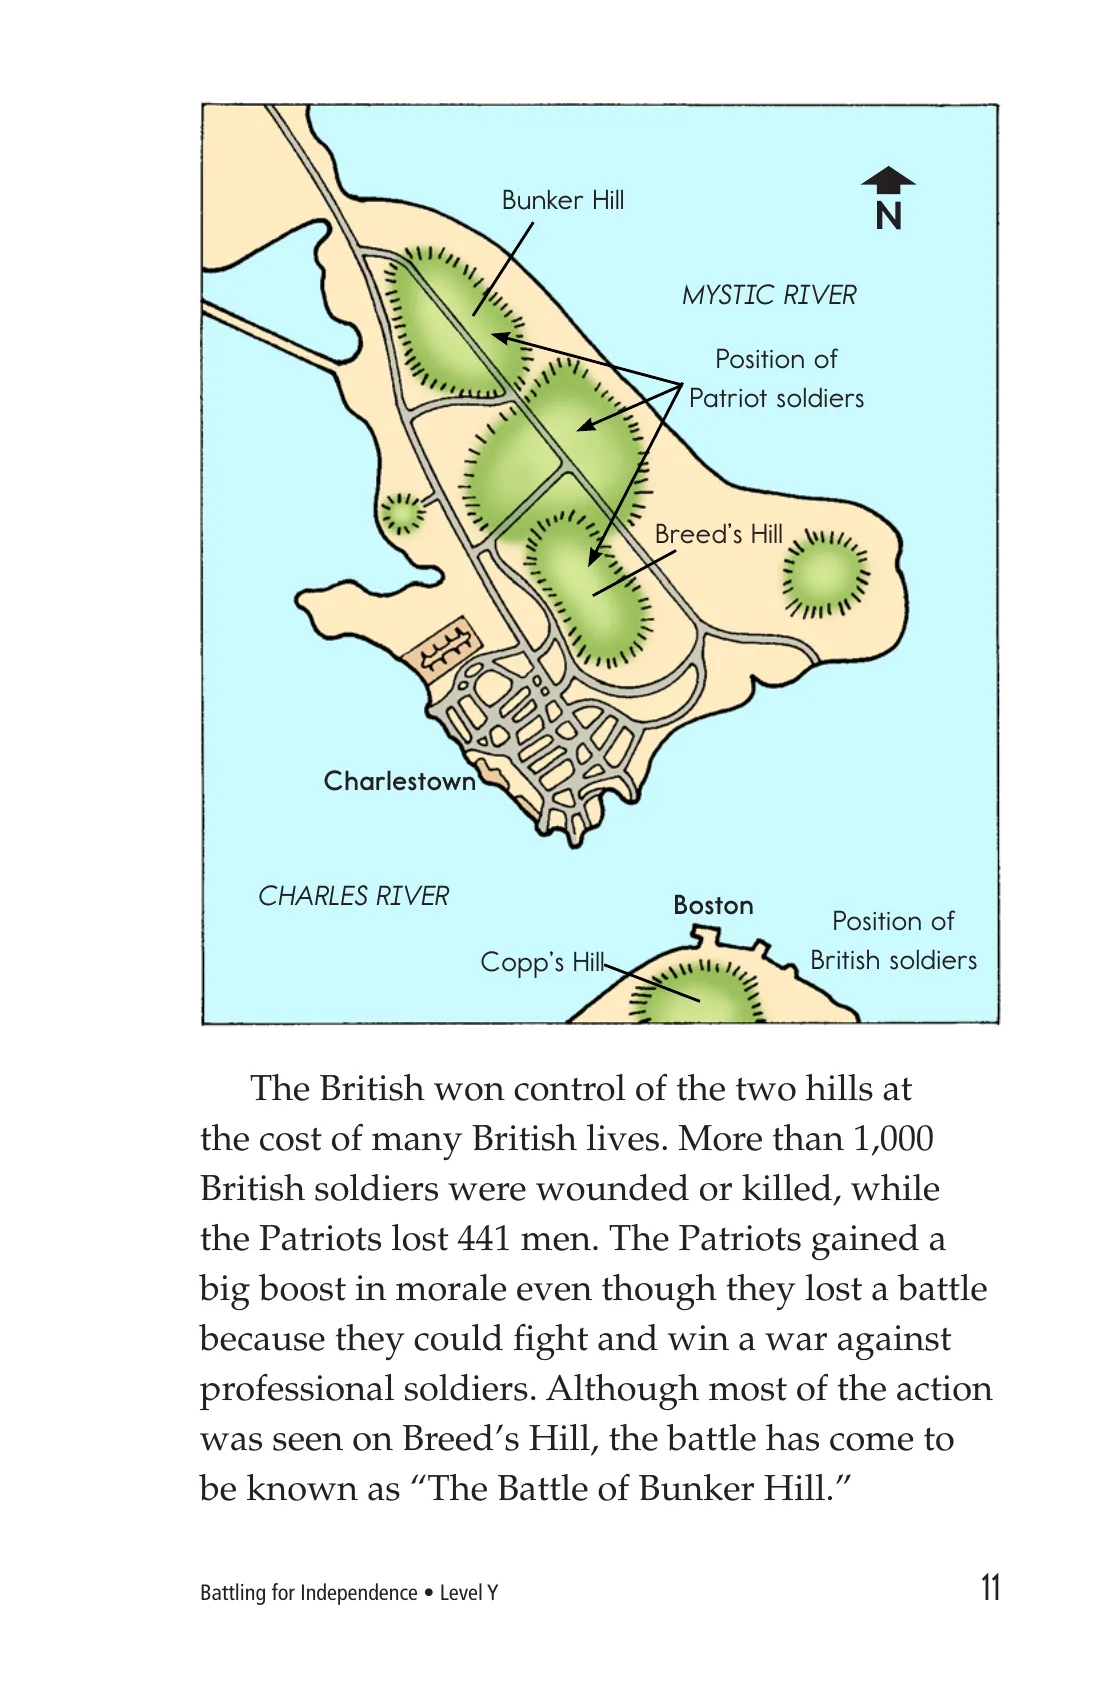 Bunker Hill
N
MYSTIC RIVER
Position of
Patriot soldiers
Breed’s Hill
Charlestown
CHARLES RIVER
Boston
Position of
British soldiers
Copp’s Hill
The British won control of the two hills at
the cost of many British lives. More than 1,000
British soldiers were wounded or killed, while
the Patriots lost 441 men. The Patriots gained a
big boost in morale even though they lost a battle
because they could fight and win a war against
professional soldiers. Although most of the action
was seen on Breed’s Hill, the battle has come to
be known as “The Battle of Bunker Hill.”
Battling for Independence • Level Y
11